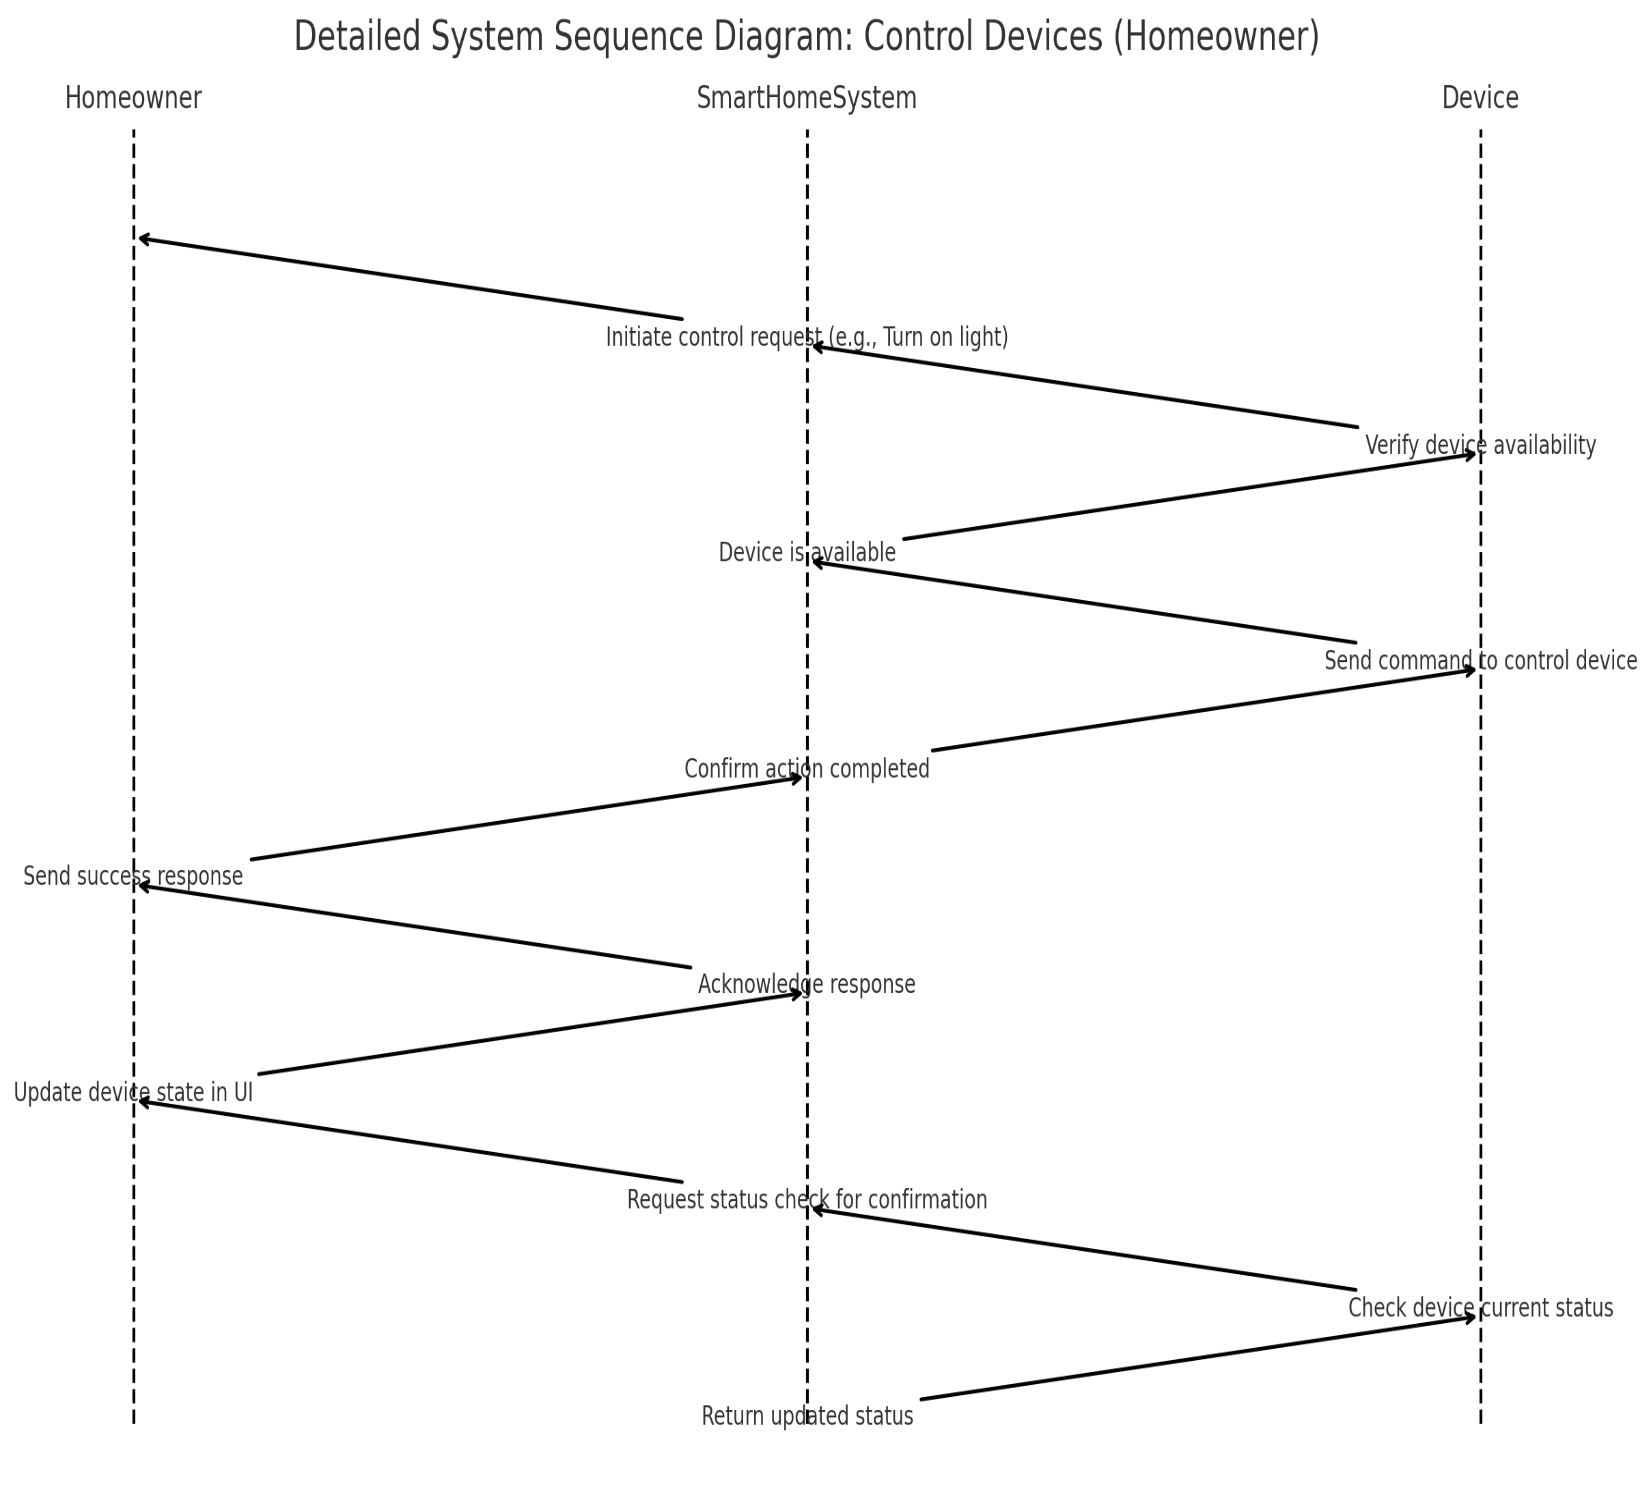 Detailed System Sequence Diagram: Control Devices (Homeowner)
Homeowner
SmartHomeSystem
Device
Initiate control request (e.g., Turn on light)
Verify device availability
Device is available
Send command to control device
Confirm action completed
Send success response
Acknowledge response
Update device state in UI
Request status check for confirmation
Check device current status
Return updated status